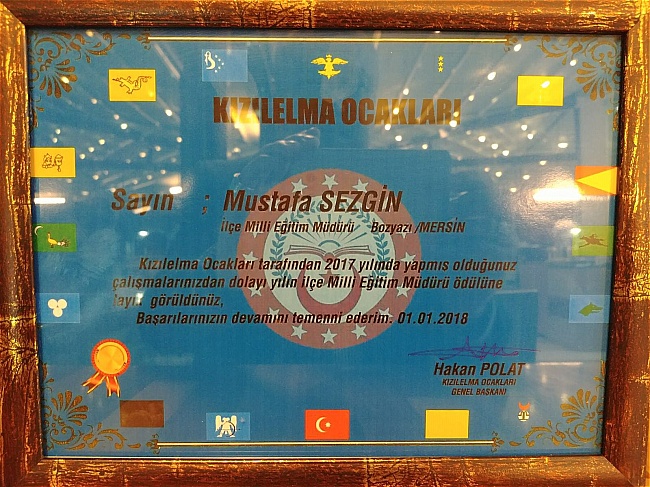 KIZILELMA OCAKLARI
Sayın ; Mustafa SEZGİN
İlçe Milli Eğitim Müdürü Bozyazı /MERSİN
Kızılelma Ocakları tarafından 2017 yılında yapmıs olduğunuz
çalışmalarınızdan dolayı yılın ilçe Milli Eğitim Müdürü ödülüne
layık görüldünüz,
Başarılarınızın devamını temenni ederim. 01.01.2018
Hakan POLAT
KIZILELMA OCAKLARI
GENEL BAŞKANI